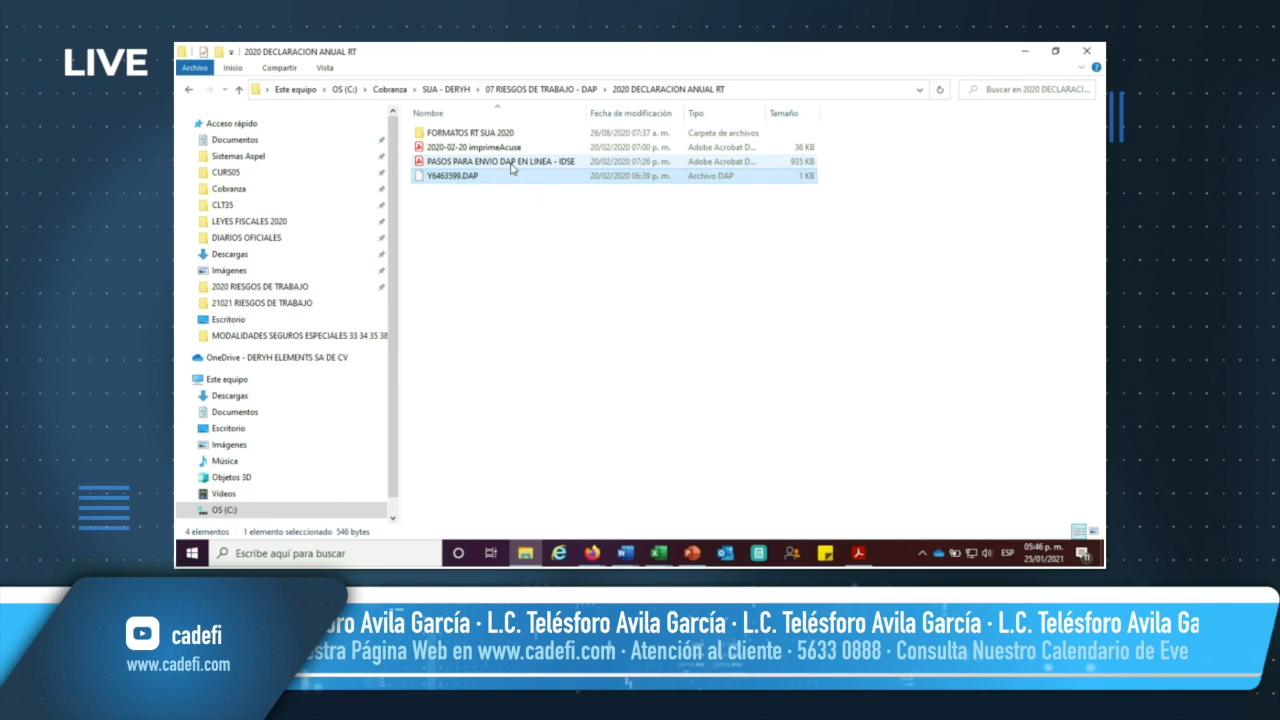 LIVE
2020 DECLARACION ANUAL RT
Archivo Inicio Compartir Vista
Este equipo > OS (C:) > Cobranza > SUA - DERYH > 07 RIESGOS DE TRABAJO - DAP > 2020 DECLARACION ANUAL RT
Buscar en 2020 DECLARACI...
Nombre Fecha de modificación Tipo Tamaño
FORMATOS RT SUA 2020 26/08/2020 07:37 a. m. Carpeta de archivos
2020-02-20 imprimeAcuse 20/02/2020 07:00 p. m. Adobe Acrobat D... 36 KB
PASOS PARA ENVIO DAP EN LINEA - IDSE 20/02/2020 07:26 p. m. Adobe Acrobat D... 935 KB
Y6463599.DAP 20/02/2020 06:39 p. m. Archivo DAP 1 KB
Acceso rápido
Documentos
Sistemas Aspel
CURS05
Cobranza
CLT35
LEYES FISCALES 2020
DIARIOS OFICIALES
Descargas
Imágenes
2020 RIESGOS DE TRABAJO
21021 RIESGOS DE TRABAJO
Escritorio
MODALIDADES SEGUROS ESPECIALES 33 34 35 38
OneDrive - DERYH ELEMENTS SA DE CV
Este equipo
Descargas
Documentos
Escritorio
Imágenes
Música
Objetos 3D
Vídeos
OS (C:)
4 elementos 1 elemento seleccionado 546 bytes
Escribe aquí para buscar
ESP
05:46 p. m.
25/01/2021
cadefi
www.cadefi.com
oro Avila García · L.C. Telésforo Avila García · L.C. Telésforo Avila García · L.C. Telésforo Avila Ga
estra Página Web en www.cadefi.com · Atención al cliente · 5633 0888 · Consulta Nuestro Calendario de Eve